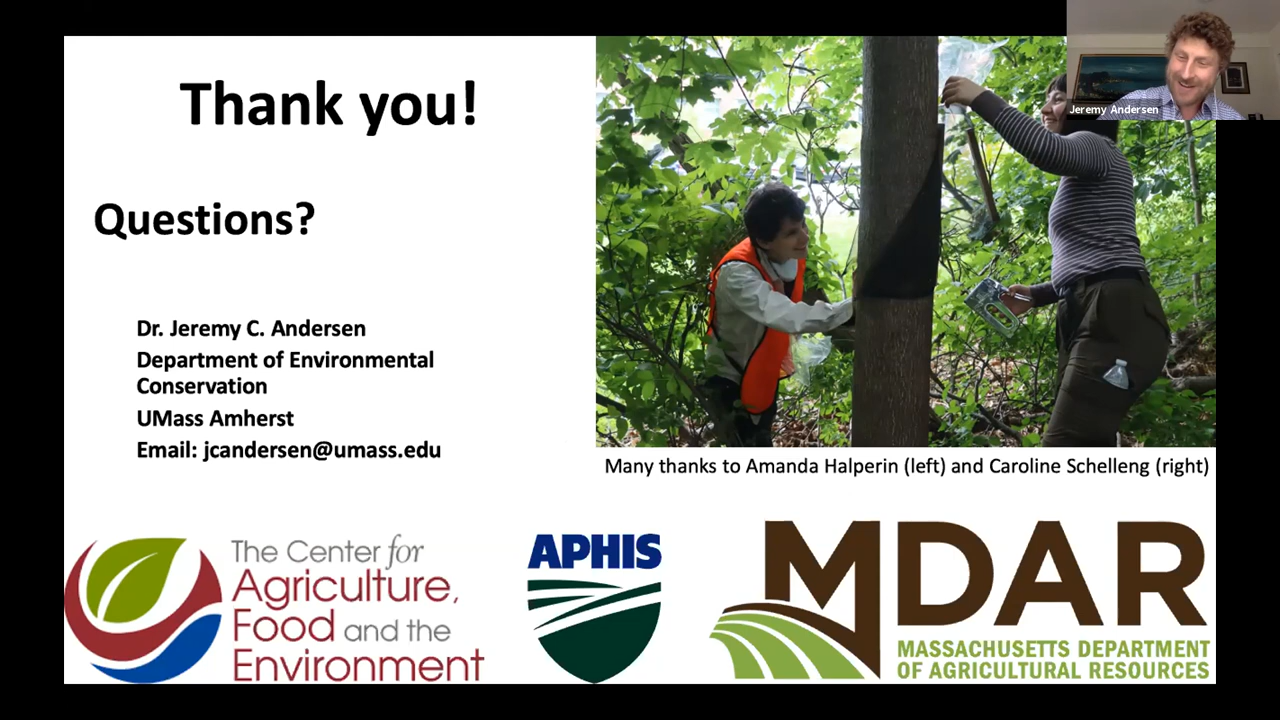 Thank you!
Jeremy Andersen
Questions?
Dr. Jeremy C. Andersen
Department of Environmental
Conservation
UMass Amherst
Email: jcandersen@umass.edu
Many thanks to Amanda Halperin (left) and Caroline Schelleng (right)
The Center for
Agriculture,
Food and the
Environment
APHIS
MDAR
MASSACHUSETTS DEPARTMENT
OF AGRICULTURAL RESOURCES